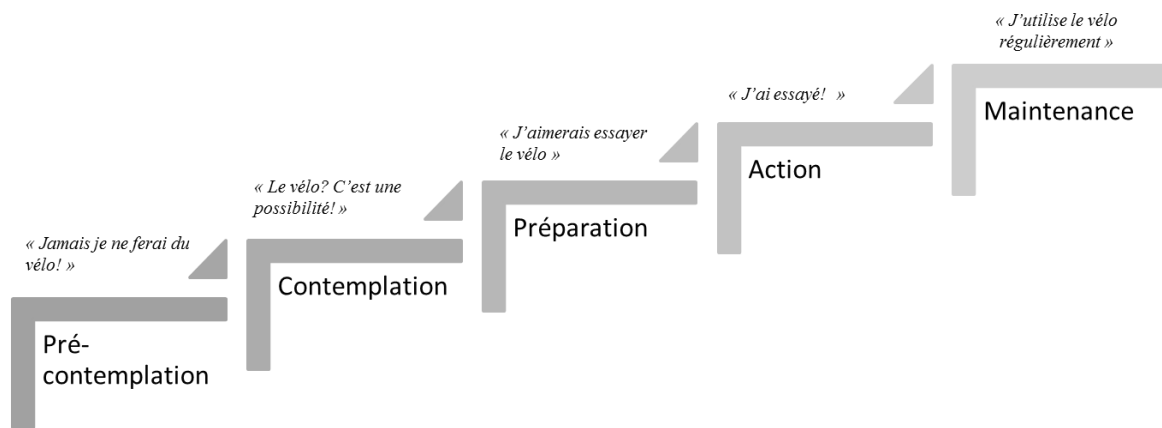 « Jamais je ne ferai du
vélo! »
Pré-
contemplation
« Le vélo? C’est une
possibilité! »
Contemplation
« J’aimerais essayer
le vélo »
Préparation
« J’ai essayé!  »
Action
« J’utilise le vélo
régulièrement »
Maintenance